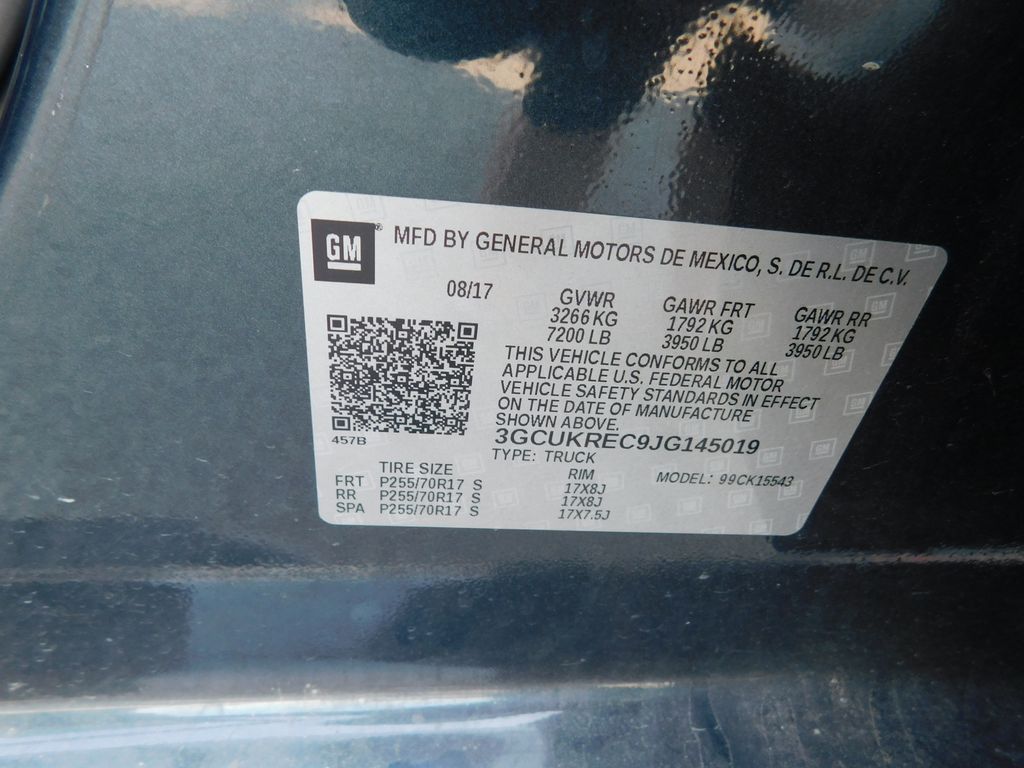 GM
MFD BY GENERAL MOTORS DE MEXICO, S. DE R.L. DE C.V.
08/17
GVWR GAWR FRT GAWR RR
3266 KG 1792 KG 1792 KG
7200 LB 3950 LB 3950 LB
THIS VEHICLE CONFORMS TO ALL
APPLICABLE U.S. FEDERAL MOTOR
VEHICLE SAFETY STANDARDS IN EFFECT
ON THE DATE OF MANUFACTURE
SHOWN ABOVE.
457B
3GCUKREC9JG145019
TYPE: TRUCK
TIRE SIZE RIM MODEL: 99CK15543
FRT P255/70R17 S 17X8J
RR P255/70R17 S 17X8J
SPA P255/70R17 S 17X7.5J